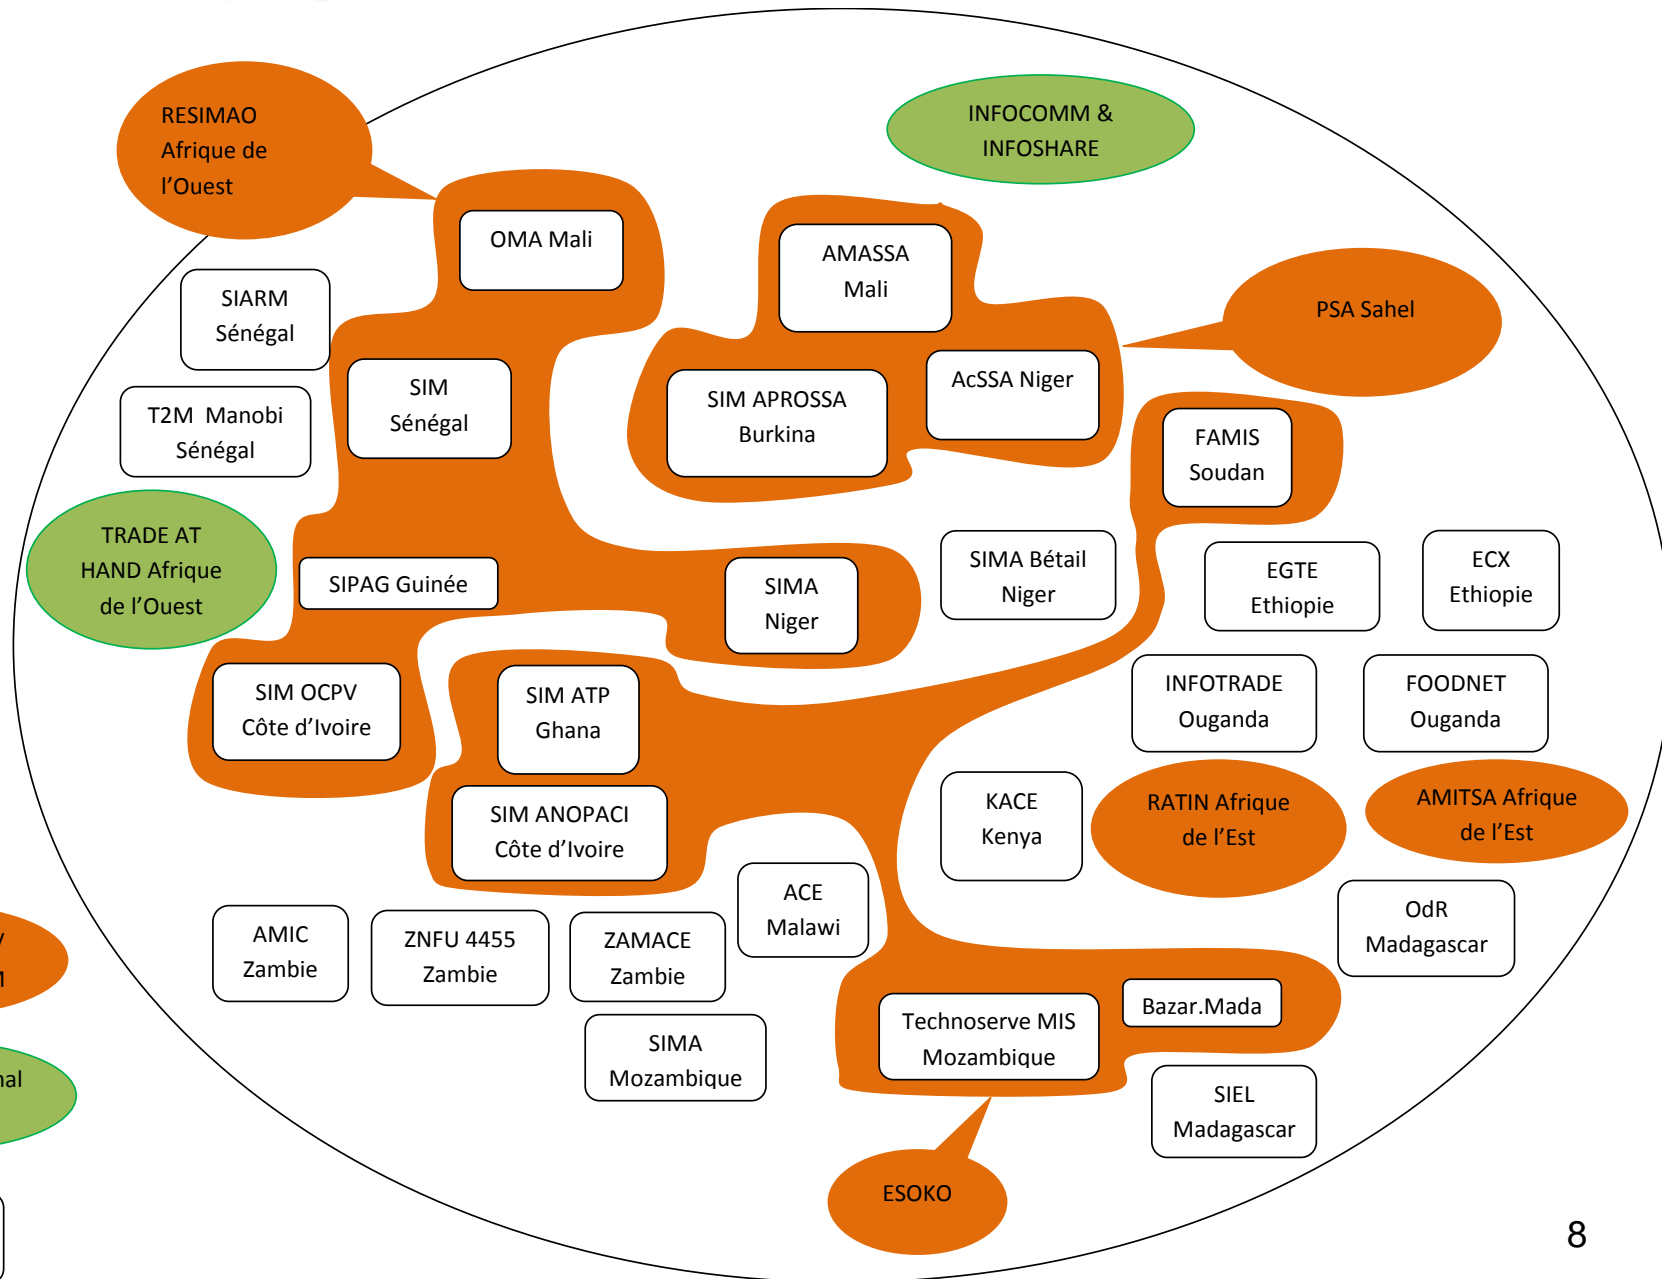 RESIMAO
Afrique de
l’Ouest
INFOCOMM &
INFOSHARE
OMA Mali
AMASSA
Mali
SIARM
Sénégal
PSA Sahel
SIM
Sénégal
AcSSA Niger
SIM APROSSA
Burkina
T2M Manobi
Sénégal
FAMIS
Soudan
TRADE AT
HAND Afrique
de l’Ouest
SIPAG Guinée
SIMA
Niger
SIMA Bétail
Niger
EGTE
Ethiopie
ECX
Ethiopie
SIM OCPV
Côte d’Ivoire
SIM ATP
Ghana
INFOTRADE
Ouganda
FOODNET
Ouganda
SIM ANOPACI
Côte d’Ivoire
KACE
Kenya
RATIN Afrique
de l’Est
AMITSA Afrique
de l’Est
ACE
Malawi
OdR
Madagascar
AMIC
Zambie
ZNFU 4455
Zambie
ZAMACE
Zambie
Technoserve MIS
Mozambique
Bazar.Mada
SIMA
Mozambique
SIEL
Madagascar
ESOKO
8